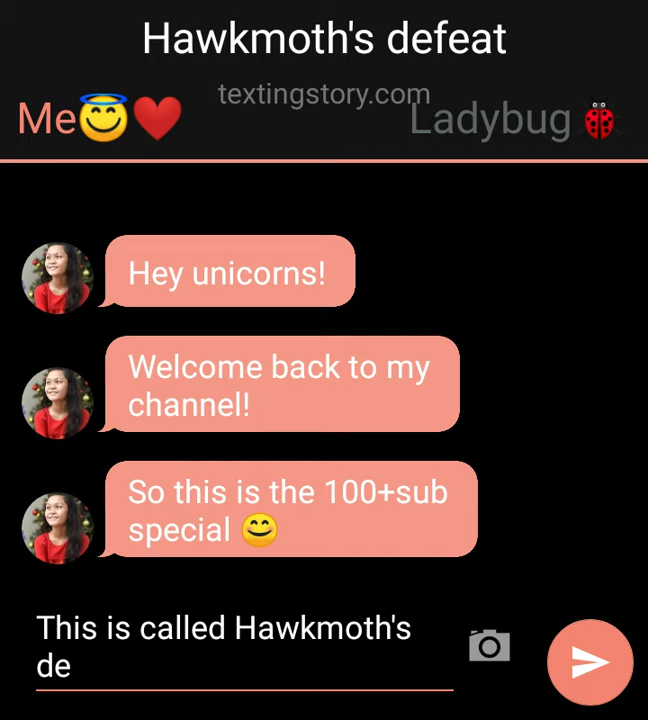 Hawkmoth's defeat
textingstory.com
Me😇❤️
Ladybug🐞
Hey unicorns!
Welcome back to my
channel!
So this is the 100+sub
special 😊
This is called Hawkmoth's
de